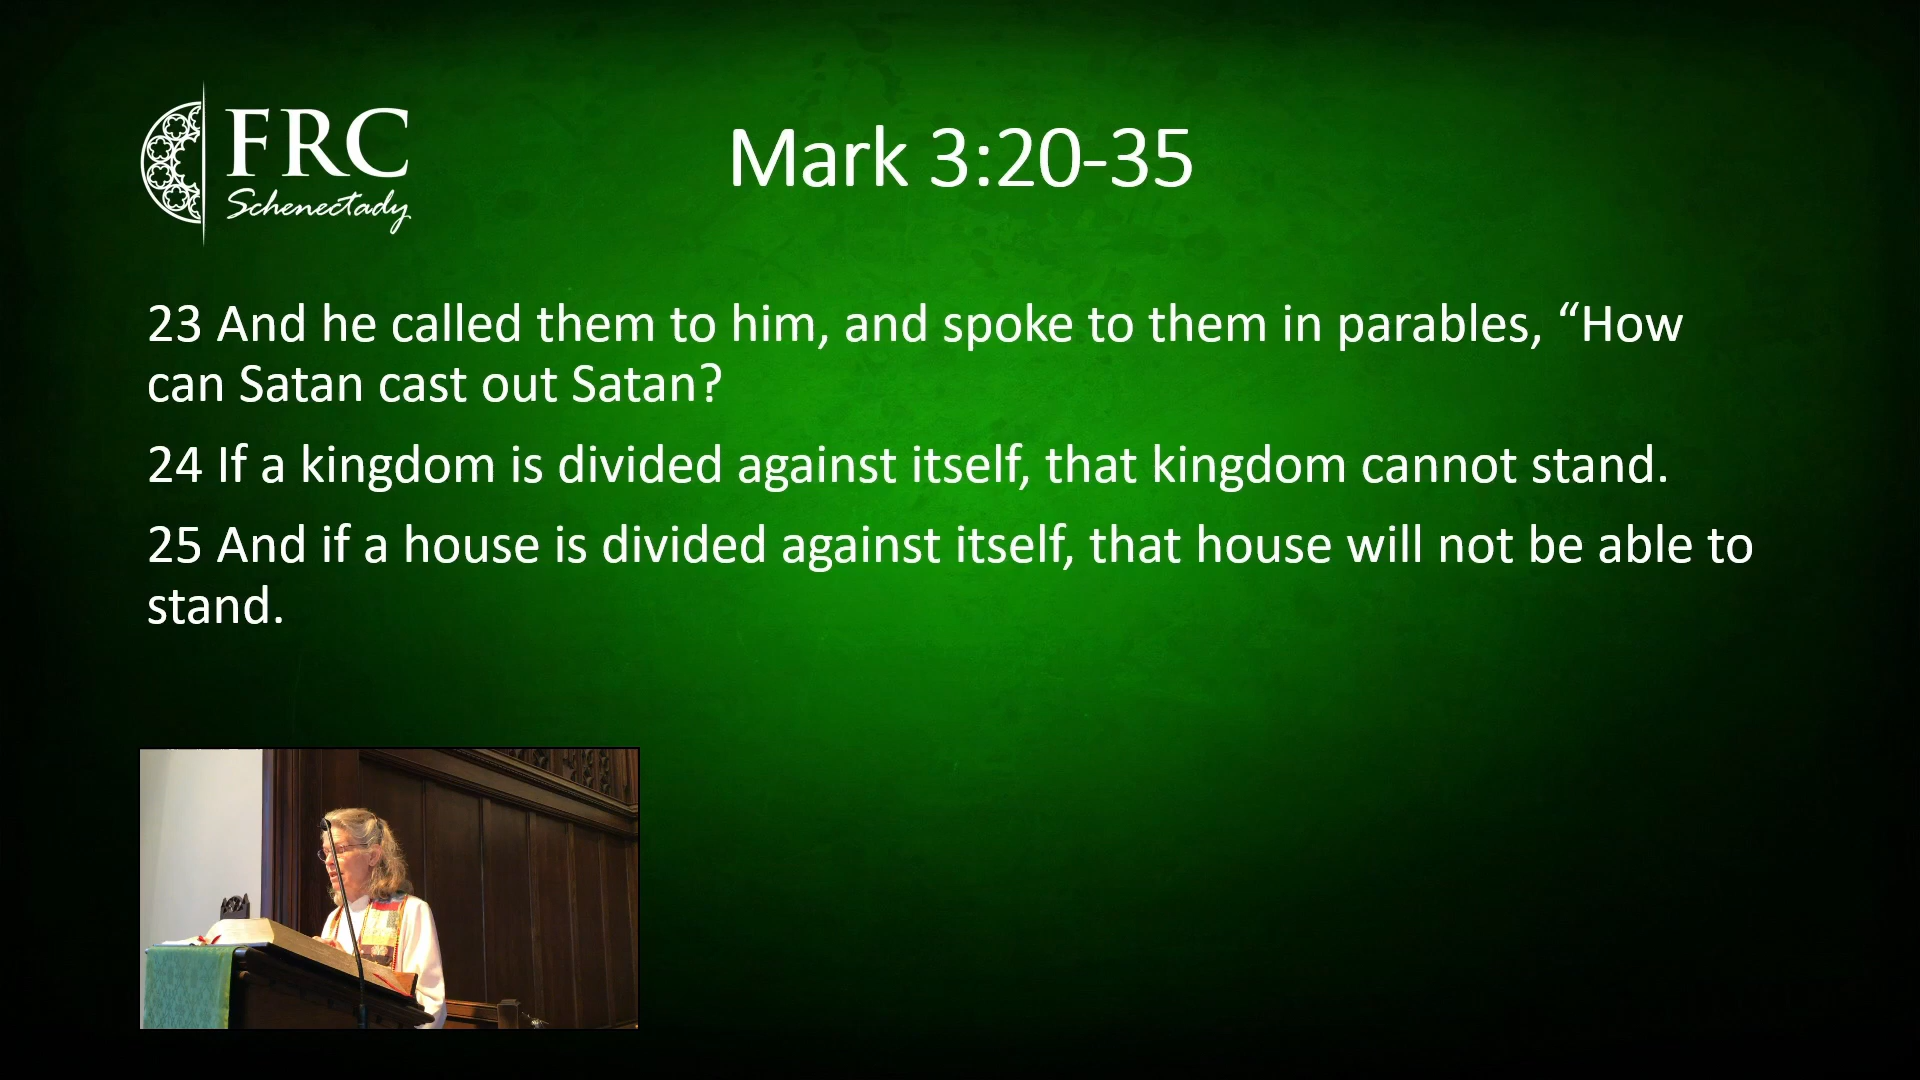 FRC
Schenectady
Mark 3:20-35
23 And he called them to him, and spoke to them in parables, “How
can Satan cast out Satan?
24 If a kingdom is divided against itself, that kingdom cannot stand.
25 And if a house is divided against itself, that house will not be able to
stand.